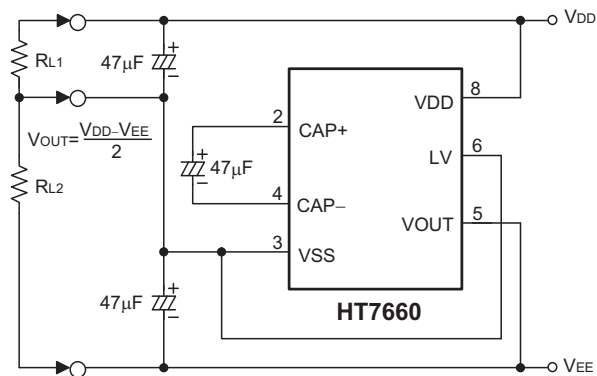 VDD
RL1
47µF
+
−
8
VDD
2
CAP+
6
LV
VOUT=
VDD−VEE
2
+
47µF
−
RL2
4
CAP−
5
VOUT
3
VSS
47µF
+
−
HT7660
VEE